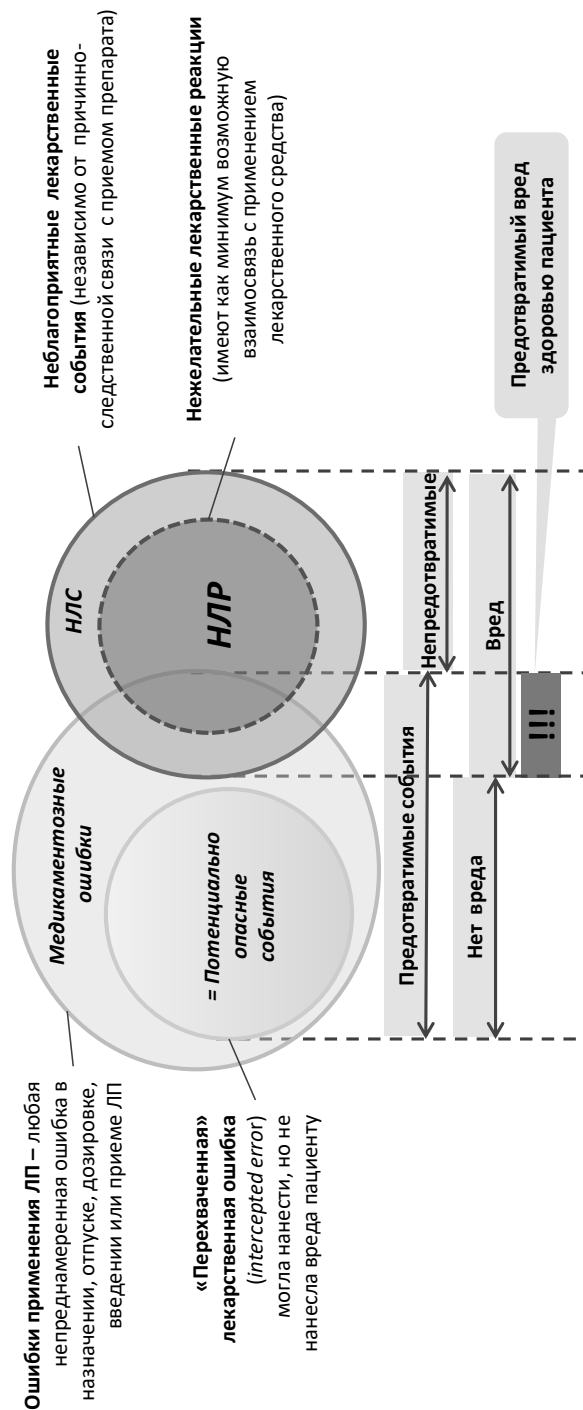 Ошибки применения ЛП – любая
непреднамеренная ошибка в
назначении, отпуске, дозировке,
введении или приеме ЛП
«Перехваченная»
лекарственная ошибка
(intercepted error)
могла нанести, но не
нанесла вреда пациенту
Медикаментозные
ошибки
= Потенциально
опасные
события
НЛС
НЛР
Неблагоприятные лекарственные
события (независимо от причинно-
следственной связи с приемом препарата)
Нежелательные лекарственные реакции
(имеют как минимум возможную
взаимосвязь с применением
лекарственного средства)
Предотвратимые события
Непредотвратимые
Нет вреда
Вред
!!!
Предотвратимый вред
здоровью пациента